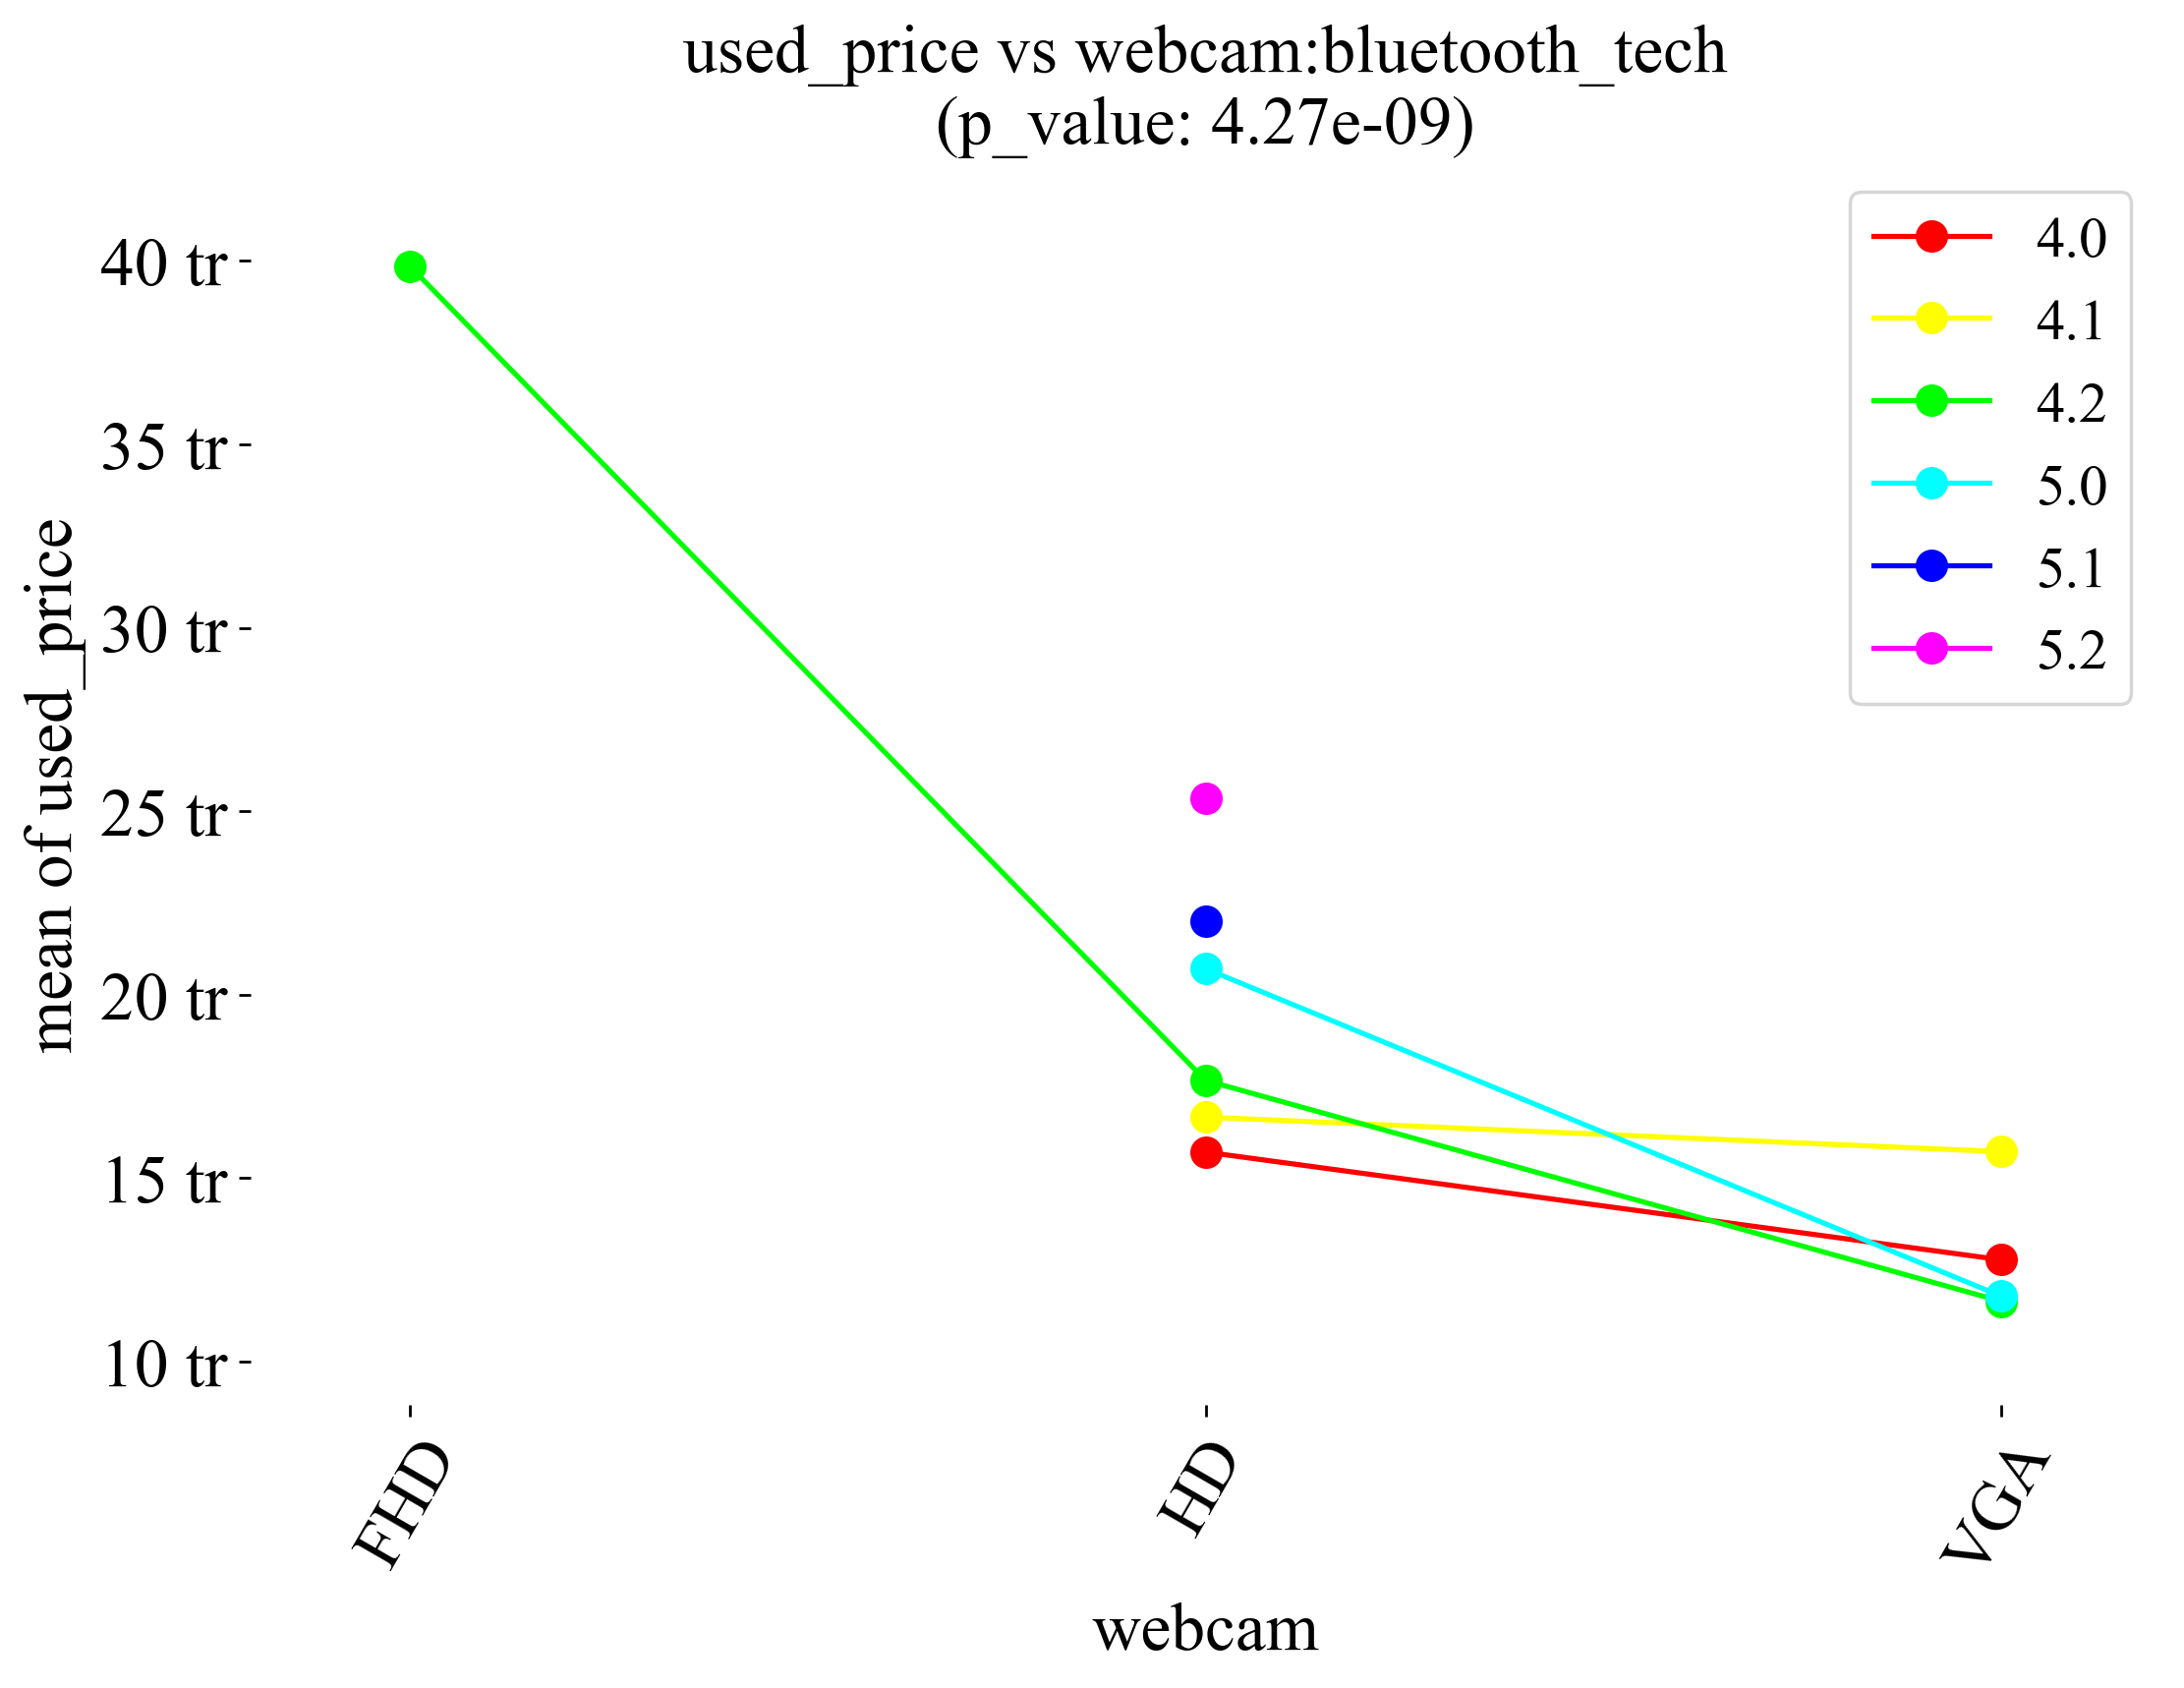 used_price vs webcam:bluetooth_tech
(p_value: 4.27e-09)
4.0
4.1
4.2
5.0
5.1
5.2
40 tr
35 tr
30 tr
25 tr
20 tr
15 tr
10 tr
mean of used_price
FHD
HD
VGA
webcam